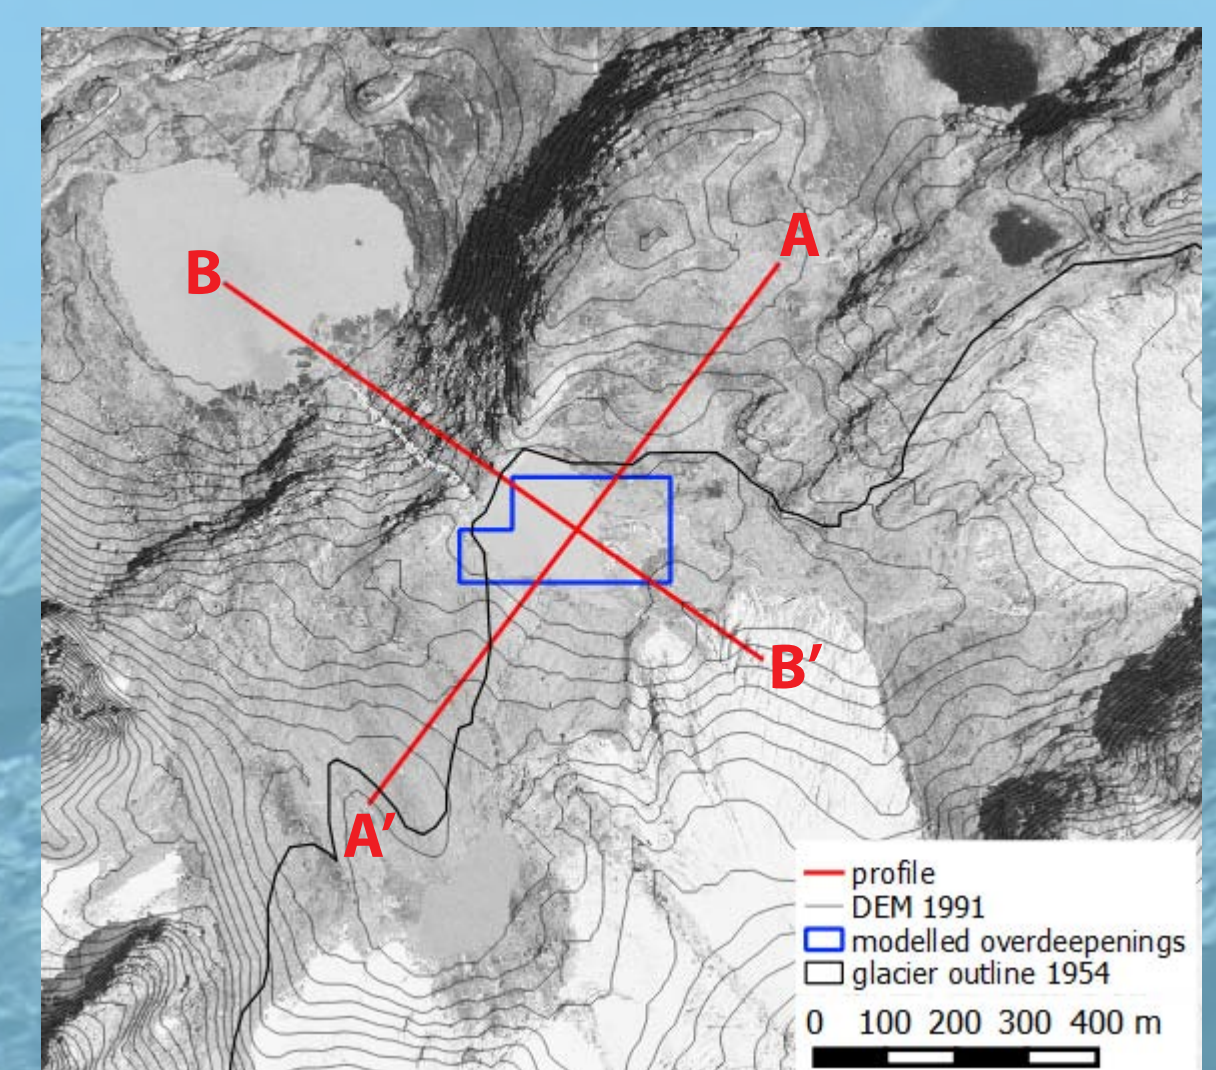 A
B
B′
A′
profile
DEM 1991
modelled overdeepenings
glacier outline 1954
0 100 200 300 400 m